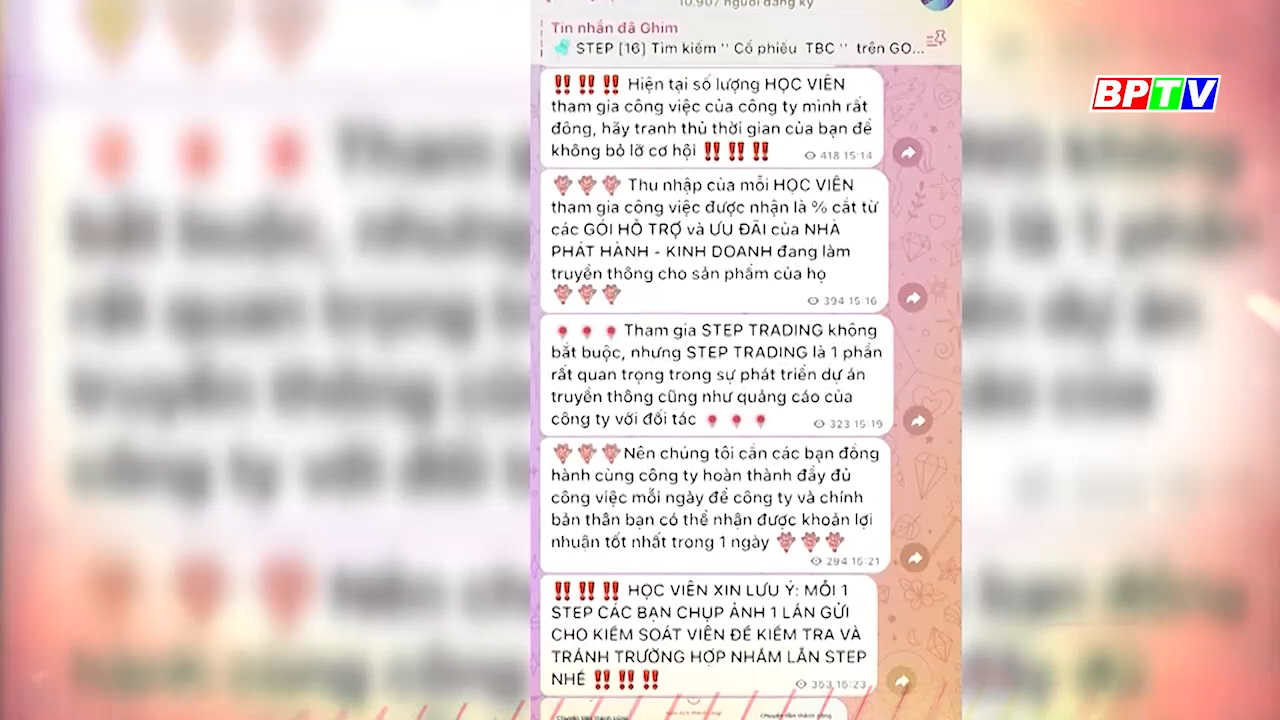 10.907 người đăng ký
Tin nhắn đã Ghim
STEP [16] Tìm kiếm '' Cổ phiếu TBC '' trên GO...
BPTV
‼️ ‼️ ‼️ Hiện tại số lượng HỌC VIÊN
tham gia công việc của công ty mình rất
đông, hãy tranh thủ thời gian của bạn để
không bỏ lỡ cơ hội ‼️ ‼️ ‼️ 418 15:14
Thu nhập của mỗi HỌC VIÊN
tham gia công việc được nhận là % cắt từ
các GÓI HỖ TRỢ và ƯU ĐÃI của NHÀ
PHÁT HÀNH - KINH DOANH đang làm
truyền thông cho sản phẩm của họ
394 15:16
Tham gia STEP TRADING không
bắt buộc, nhưng STEP TRADING là 1 phần
rất quan trọng trong sự phát triển dự án
truyền thông cũng như quảng cáo của
công ty với đối tác 323 15:19
Nên chúng tôi cần các bạn đồng
hành cùng công ty hoàn thành đầy đủ
công việc mỗi ngày để công ty và chính
bản thân bạn có thể nhận được khoản lợi
nhuận tốt nhất trong 1 ngày
294 15:21
‼️ ‼️ ‼️ HỌC VIÊN XIN LƯU Ý: MỖI 1
STEP CÁC BẠN CHỤP ẢNH 1 LẦN GỬI
CHO KIỂM SOÁT VIÊN ĐỂ KIỂM TRA VÀ
TRÁNH TRƯỜNG HỢP NHẦM LẪN STEP
NHÉ ‼️ ‼️ ‼️ 353 15:23